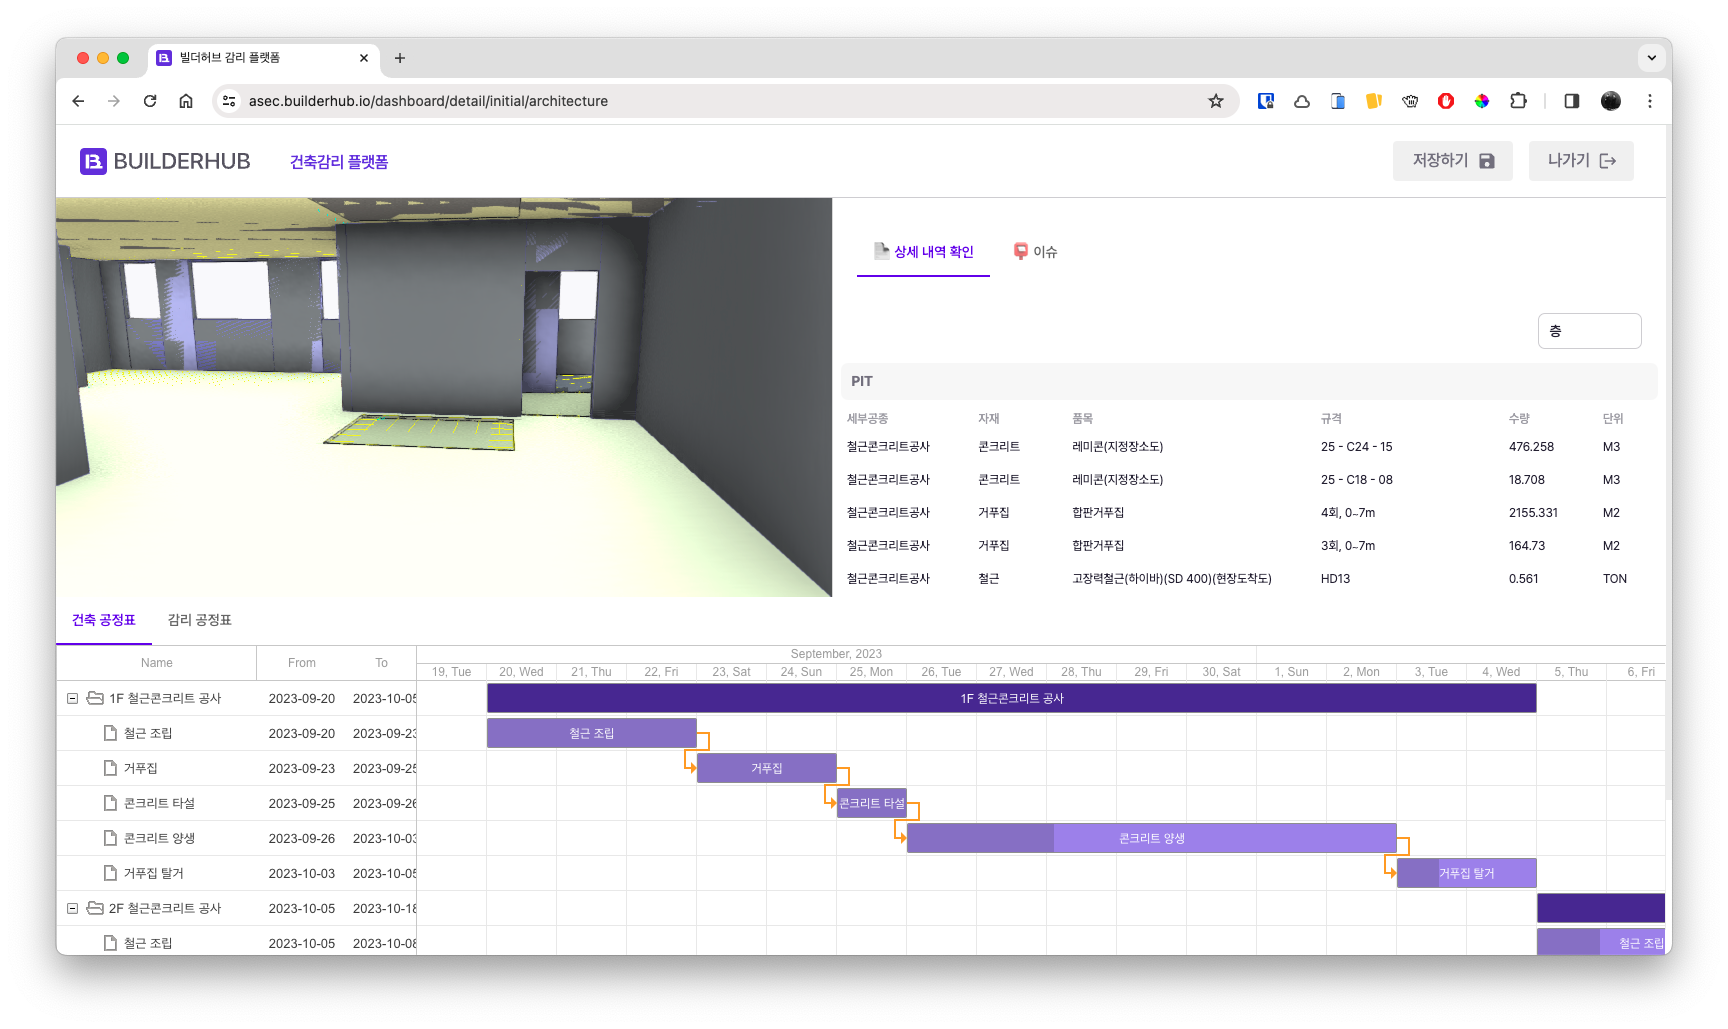 빌더허브 감리 플랫폼
asec.builderhub.io/dashboard/detail/initial/architecture
BUILDERHUB 건축감리 플랫폼 저장하기 나가기
상세 내역 확인 이슈
층
PIT
세부공종 자재 품목 규격 수량 단위
철근콘크리트공사 콘크리트 레미콘(지정장소도) 25 - C24 - 15 476.258 M3
철근콘크리트공사 콘크리트 레미콘(지정장소도) 25 - C18 - 08 18.708 M3
철근콘크리트공사 거푸집 합판거푸집 4회, 0~7m 2155.331 M2
철근콘크리트공사 거푸집 합판거푸집 3회, 0~7m 164.73 M2
철근콘크리트공사 철근 고장력철근(하이바)(SD 400)(현장도착도) HD13 0.561 TON
건축 공정표 감리 공정표
Name From To September, 2023
19, Tue 20, Wed 21, Thu 22, Fri 23, Sat 24, Sun 25, Mon 26, Tue 27, Wed 28, Thu 29, Fri 30, Sat 1, Sun 2, Mon 3, Tue 4, Wed 5, Thu 6, Fri
1F 철근콘크리트 공사 2023-09-20 2023-10-05 1F 철근콘크리트 공사
철근 조립 2023-09-20 2023-09-23 철근 조립
거푸집 2023-09-23 2023-09-25 거푸집
콘크리트 타설 2023-09-25 2023-09-26 콘크리트 타설
콘크리트 양생 2023-09-26 2023-10-03 콘크리트 양생
거푸집 탈거 2023-10-03 2023-10-05 거푸집 탈거
2F 철근콘크리트 공사 2023-10-05 2023-10-18
철근 조립 2023-10-05 2023-10-08 철근 조립